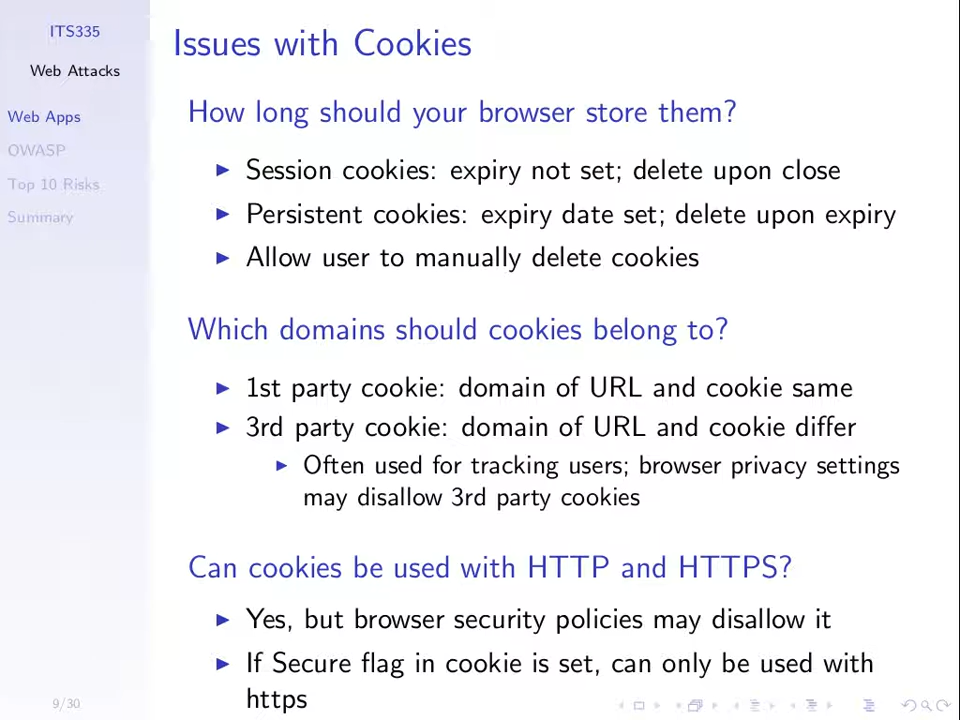 ITS335
Web Attacks
Web Apps
OWASP
Top 10 Risks
Summary
Issues with Cookies
How long should your browser store them?
Session cookies: expiry not set; delete upon close
Persistent cookies: expiry date set; delete upon expiry
Allow user to manually delete cookies
Which domains should cookies belong to?
1st party cookie: domain of URL and cookie same
3rd party cookie: domain of URL and cookie differ
Often used for tracking users; browser privacy settings
may disallow 3rd party cookies
Can cookies be used with HTTP and HTTPS?
Yes, but browser security policies may disallow it
If Secure flag in cookie is set, can only be used with
https
9/30